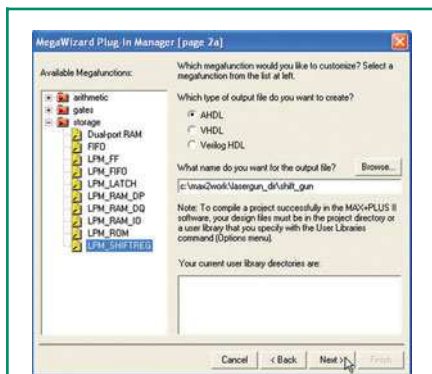 MegaWizard Plug-In Manager [page 2a]
Available Megafunctions:
arithmetic
gates
storage
Dual-port RAM
FIFO
LPM_FF
LPM_FIFO
LPM_LATCH
LPM_RAM_DP
LPM_RAM_DQ
LPM_RAM_IO
LPM_ROM
LPM_SHIFTREG
Which megafunction would you like to customize? Select a
megafunction from the list at left.
Which type of output file do you want to create?
AHDL
VHDL
Verilog HDL
What name do you want for the output file?
Browse...
c:\max2work\lasergun_dir\shift_gun
Note: To compile a project successfully in the MAX+PLUS II
software, your design files must be in the project directory or
a user library that you specify with the User Libraries
command (Options menu).
Your current user library directories are:
Cancel
< Back
Next >
Finish